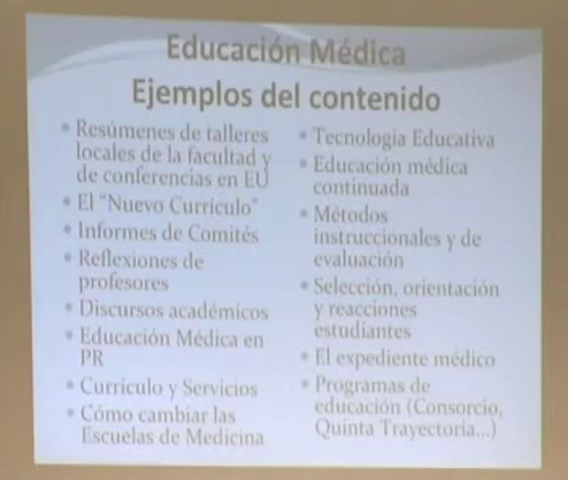 Educación Médica
Ejemplos del contenido
• Resúmenes de talleres
locales de la facultad y
de conferencias en EU
• El "Nuevo Currículo"
• Informes de Comités
• Reflexiones de
profesores
• Discursos académicos
• Educación Médica en
PR
• Currículo y Servicios
• Cómo cambiar las
Escuelas de Medicina
• Tecnología Educativa
• Educación médica
continuada
• Métodos
instruccionales y de
evaluación
• Selección, orientación
y reacciones
estudiantes
• El expediente médico
• Programas de
educación (Consorcio,
Quinta Trayectoria...)